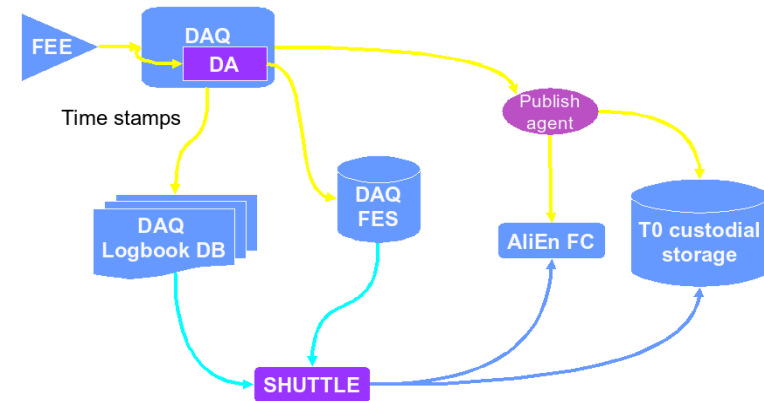 FEE
DAQ
DA
Time stamps
Publish
agent
DAQ
Logbook DB
DAQ
FES
AliEn FC
T0 custodial
storage
SHUTTLE